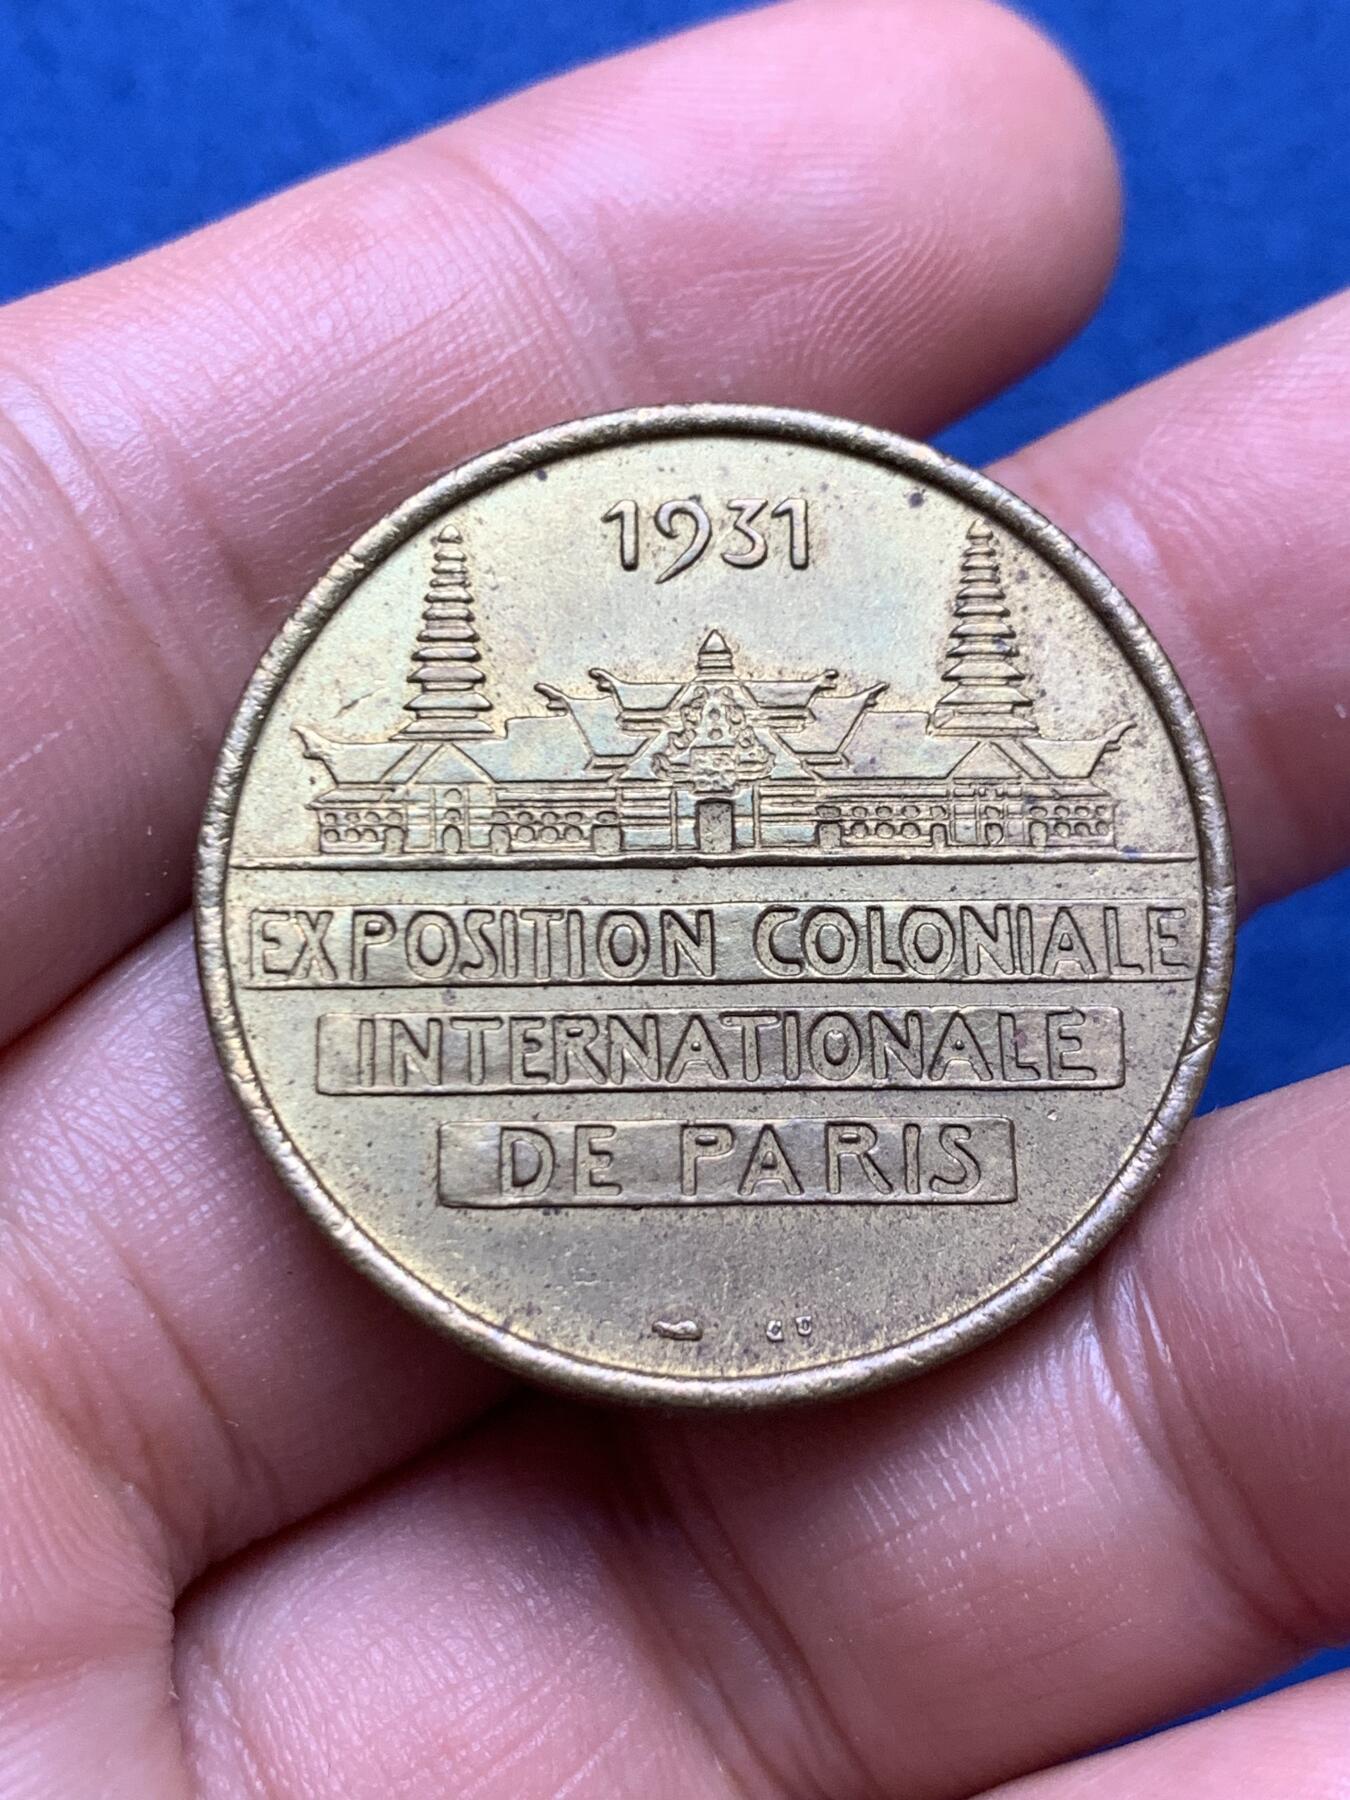 1931
EXPOSITION COLONIALE
INTERNATIONALE
DE PARIS